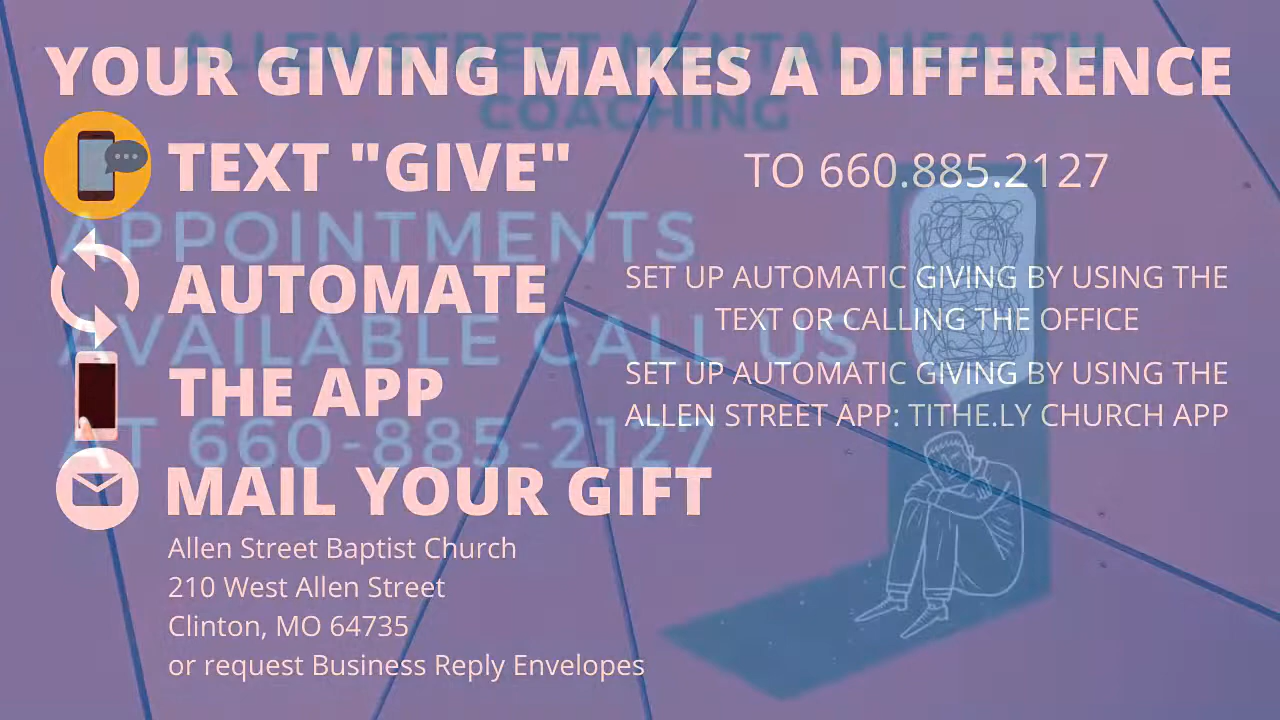 YOUR GIVING MAKES A DIFFERENCE
ALLEN STREET MENTAL HEALTH
COACHING
TEXT "GIVE"
TO 660.885.2127
APPOINTMENTS
AUTOMATE
SET UP AUTOMATIC GIVING BY USING THE
TEXT OR CALLING THE OFFICE
AVAILABLE CALL US
THE APP
SET UP AUTOMATIC GIVING BY USING THE
ALLEN STREET APP: TITHE.LY CHURCH APP
AT 660-885-2127
MAIL YOUR GIFT
Allen Street Baptist Church
210 West Allen Street
Clinton, MO 64735
or request Business Reply Envelopes